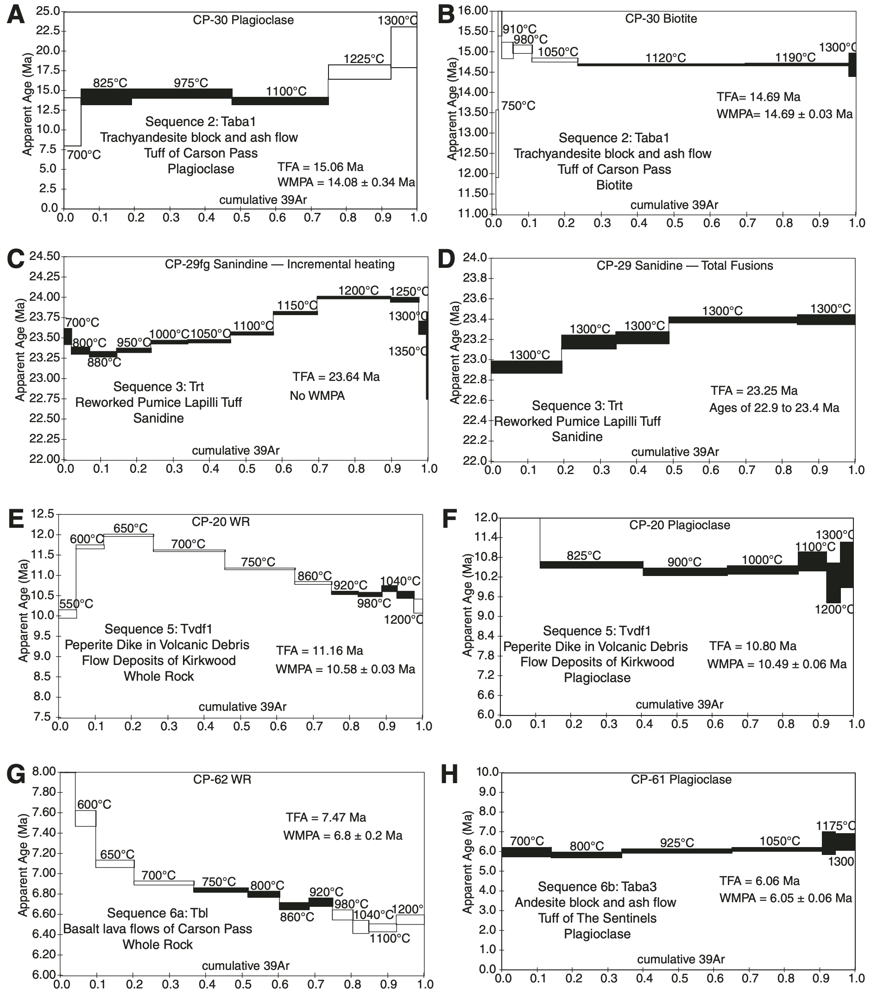 A
CP-30 Plagioclase
Apparent Age (Ma)
25.0
22.5
20.0
17.5
15.0
12.5
10.0
7.5
5.0
2.5
0.0
700°C
825°C
975°C
1100°C
1225°C
1300°C
Sequence 2: Taba1
Trachyandesite block and ash flow
Tuff of Carson Pass
Plagioclase
TFA = 15.06 Ma
WMPA = 14.08 ± 0.34 Ma
cumulative 39Ar
0.0 0.1 0.2 0.3 0.4 0.5 0.6 0.7 0.8 0.9 1.0
B
CP-30 Biotite
Apparent Age (Ma)
16.00
15.50
15.00
14.50
14.00
13.50
13.00
12.50
12.00
11.50
11.00
910°C
980°C
1050°C
1120°C
1190°C
1300°C
750°C
TFA= 14.69 Ma
WMPA= 14.69 ± 0.03 Ma
Sequence 2: Taba1
Trachyandesite block and ash flow
Tuff of Carson Pass
Biotite
cumulative 39Ar
0.0 0.1 0.2 0.3 0.4 0.5 0.6 0.7 0.8 0.9 1.0
C
CP-29fg Sanindine — Incremental heating
Apparent Age (Ma)
24.50
24.25
24.00
23.75
23.50
23.25
23.00
22.75
22.50
22.25
22.00
700°C
800°C
880°C
950°C
1000°C
1050°C
1100°C
1150°C
1200°C
1250°C
1300°C
1350°C
TFA = 23.64 Ma
No WMPA
Sequence 3: Trt
Reworked Pumice Lapilli Tuff
Sanidine
cumulative 39Ar
0.0 0.1 0.2 0.3 0.4 0.5 0.6 0.7 0.8 0.9 1.0
D
CP-29 Sanidine — Total Fusions
Apparent Age (Ma)
24.0
23.8
23.6
23.4
23.2
23.0
22.8
22.6
22.4
22.2
22.0
1300°C
1300°C
1300°C
1300°C
1300°C
TFA = 23.25 Ma
Ages of 22.9 to 23.4 Ma
Sequence 3: Trt
Reworked Pumice Lapilli Tuff
Sanidine
cumulative 39Ar
0.0 0.1 0.2 0.3 0.4 0.5 0.6 0.7 0.8 0.9 1.0
E
CP-20 WR
Apparent Age (Ma)
12.5
12.0
11.5
11.0
10.5
10.0
9.5
9.0
8.5
8.0
7.5
550°C
600°C
650°C
700°C
750°C
860°C
920°C
980°C
1040°C
1200°C
Sequence 5: Tvdf1
Peperite Dike in Volcanic Debris
Flow Deposits of Kirkwood
Whole Rock
TFA = 11.16 Ma
WMPA = 10.58 ± 0.03 Ma
cumulative 39Ar
0.0 0.1 0.2 0.3 0.4 0.5 0.6 0.7 0.8 0.9 1.0
F
CP-20 Plagioclase
Apparent Age (Ma)
12.0
11.4
10.8
10.2
9.6
9.0
8.4
7.8
7.2
6.6
6.0
825°C
900°C
1000°C
1100°C
1300°C
1200°C
Sequence 5: Tvdf1
Peperite Dike in Volcanic Debris
Flow Deposits of Kirkwood
Plagioclase
TFA = 10.80 Ma
WMPA = 10.49 ± 0.06 Ma
cumulative 39Ar
0.0 0.1 0.2 0.3 0.4 0.5 0.6 0.7 0.8 0.9 1.0
G
CP-62 WR
Apparent Age (Ma)
8.00
7.80
7.60
7.40
7.20
7.00
6.80
6.60
6.40
6.20
6.00
600°C
650°C
700°C
750°C
800°C
860°C
920°C
980°C
1040°C
1100°C
1200°
TFA = 7.47 Ma
WMPA = 6.8 ± 0.2 Ma
Sequence 6a: Tbl
Basalt lava flows of Carson Pass
Whole Rock
cumulative 39Ar
0.0 0.1 0.2 0.3 0.4 0.5 0.6 0.7 0.8 0.9 1.0
H
CP-61 Plagioclase
Apparent Age (Ma)
10.0
9.0
8.0
7.0
6.0
5.0
4.0
3.0
2.0
1.0
0.0
700°C
800°C
925°C
1050°C
1175°C
1300
TFA = 6.06 Ma
WMPA = 6.05 ± 0.06 Ma
Sequence 6b: Taba3
Andesite block and ash flow
Tuff of The Sentinels
Plagioclase
cumulative 39Ar
0.0 0.1 0.2 0.3 0.4 0.5 0.6 0.7 0.8 0.9 1.0